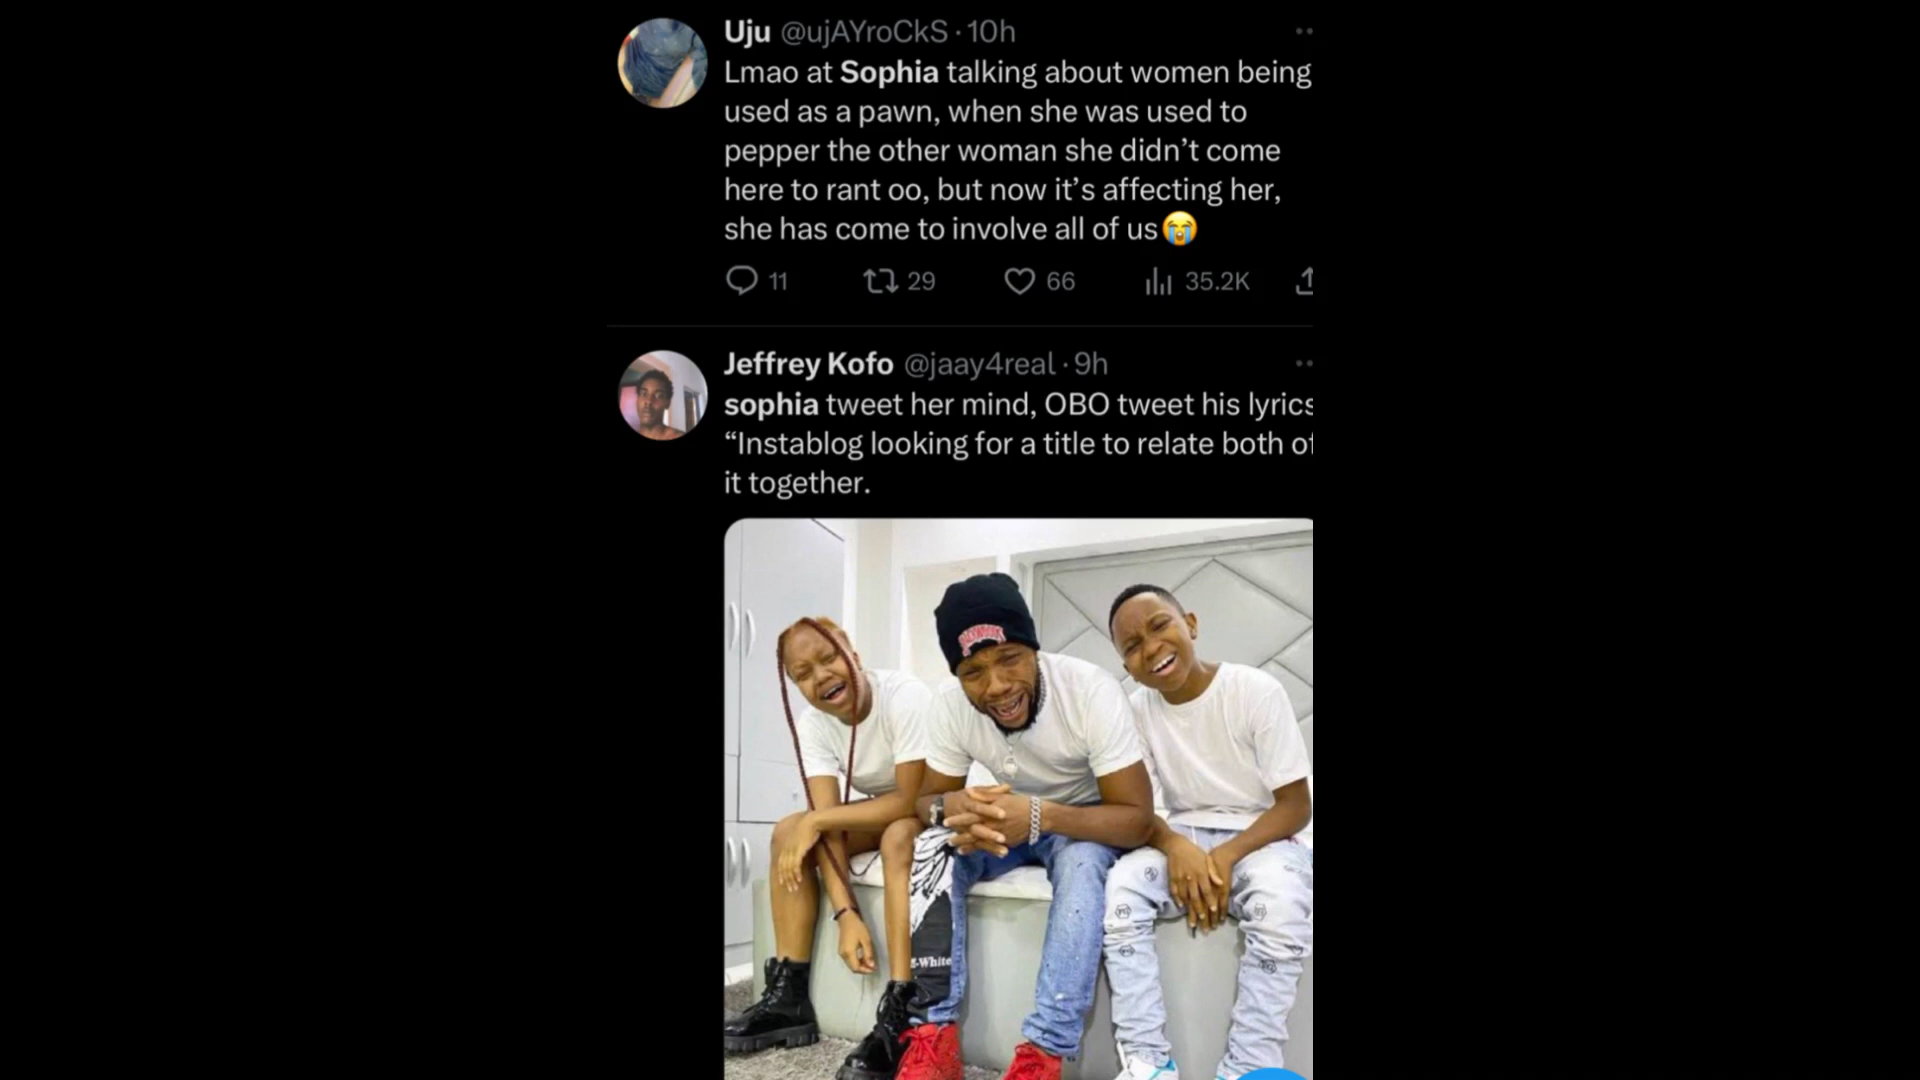 Uju @ujAYroCkS · 10h
Lmao at Sophia talking about women being
used as a pawn, when she was used to
pepper the other woman she didn’t come
here to rant oo, but now it’s affecting her,
she has come to involve all of us😭
11 29 66 35.2K
Jeffrey Kofo @jaay4real · 9h
sophia tweet her mind, OBO tweet his lyrics
“Instablog looking for a title to relate both of
it together.
-White